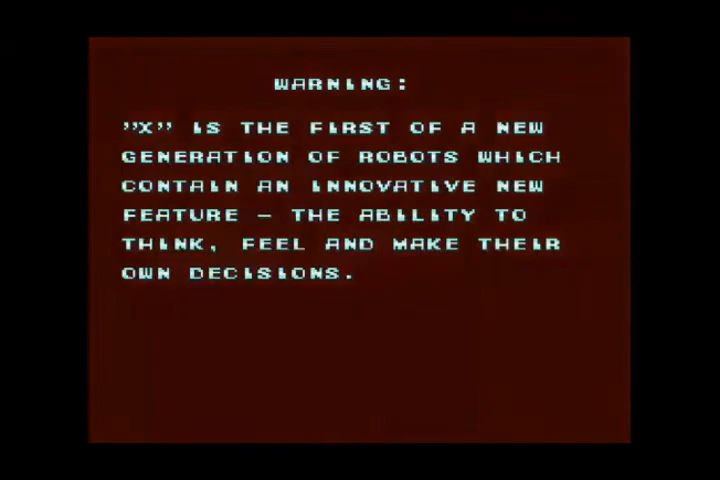 WARNING:
"X" IS THE FIRST OF A NEW
GENERATION OF ROBOTS WHICH
CONTAIN AN INNOVATIVE NEW
FEATURE – THE ABILITY TO
THINK, FEEL AND MAKE THEIR
OWN DECISIONS.